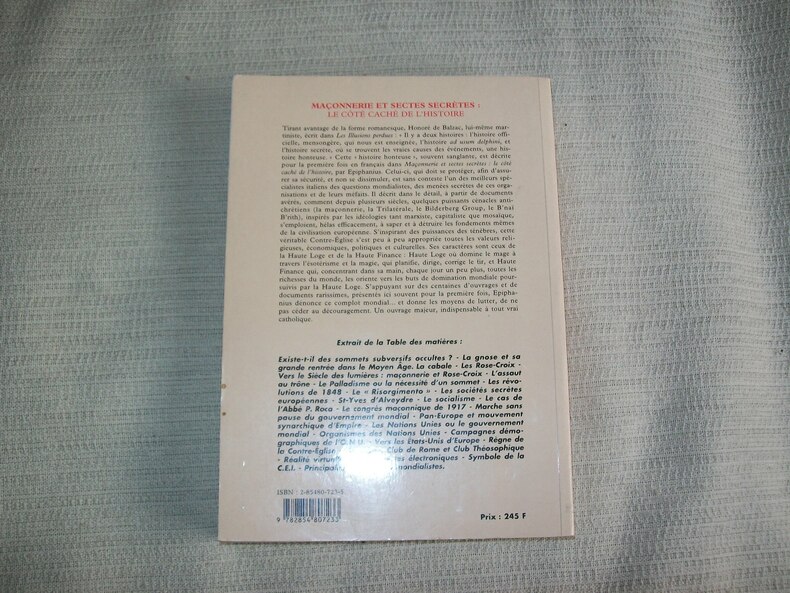 MAÇONNERIE ET SECTES SECRÈTES :
LE CÔTÉ CACHÉ DE L'HISTOIRE
Tirant avantage de la forme romanesque, Honoré de Balzac, lui-même mar-
tiniste, écrit dans Les Illusions perdues : « Il y a deux histoires : l'histoire offi-
cielle, mensongère, qui nous est enseignée, l'histoire ad usum delphini, et
l'histoire secrète, où se trouvent les vraies causes des événements, une his-
toire honteuse. » Cette « histoire honteuse », souvent sanglante, est décrite
pour la première fois en français dans Maçonnerie et sectes secrètes : le côté
caché de l'histoire, par Epiphanius. Celui-ci, qui doit se protéger, afin d'assu-
rer sa sécurité, et non se dissimuler, est sans conteste l'un des meilleurs spé-
cialistes italiens des questions mondialistes, des menées secrètes de ces or-
ganisations et de leurs méfaits. Il décrit dans le détail, à partir de documents
avérés, comment depuis plusieurs siècles, quelques puissants cénacles anti-
chrétiens (la maçonnerie, la Trilatérale, le Bilderberg Group, le B'nai
B'rith), inspirés par les idéologies tant marxiste, capitaliste que mosaïque,
s'emploient, hélas efficacement, à saper et à détruire les fondements mêmes
de la civilisation européenne. S'inspirant des puissances des ténèbres, cette
véritable Contre-Église s'est peu à peu appropriée toutes les valeurs reli-
gieuses, économiques, politiques et culturelles. Ses caractères sont ceux de
la Haute Loge et de la Haute Finance : Haute Loge où domine le mage à
travers l'ésotérisme et la magie, qui planifie, dirige, corrige le tir, et Haute
Finance qui, concentrant dans sa main, chaque jour un peu plus, toutes les
richesses du monde, les oriente vers les buts de domination mondiale pour-
suivis par la Haute Loge. S'appuyant sur des centaines d'ouvrages et de
documents rarissimes, présentés ici souvent pour la première fois, Epipha-
nius dénonce ce complot mondial... et donne les moyens de lutter, de ne
pas céder au découragement. Un ouvrage majeur, indispensable à tout vrai
catholique.
Extrait de la Table des matières :
Existe-t-il des sommets subversifs occultes ? - La gnose et sa
grande rentrée dans le Moyen Âge. La cabale - Les Rose-Croix -
Vers le Siècle des lumières : maçonnerie et Rose-Croix - L'assaut
au trône - Le Palladisme ou la nécessité d'un sommet - Les révo-
lutions de 1848 - Le « Risorgimento » - Les sociétés secrètes
européennes - St-Yves d'Alveydre - Le socialisme - Le cas de
l'Abbé P. Roca - Le congrès maçonnique de 1917 - Marche sans
pause du gouvernement mondial - Pan-Europe et mouvement
synarchique d'Empire - Les Nations Unies ou le gouvernement
mondial - Organismes des Nations Unies - Campagnes démo-
graphiques de l'O.N.U. - Vers les États-Unis d'Europe - Règne de
la Contre-Église Club de Rome et Club Théosophique
- Réalité électroniques - Symbole de la
C.E.I. - mondialistes.
ISBN : 2-85480-723-5
9 782854 807233
Prix : 245 F